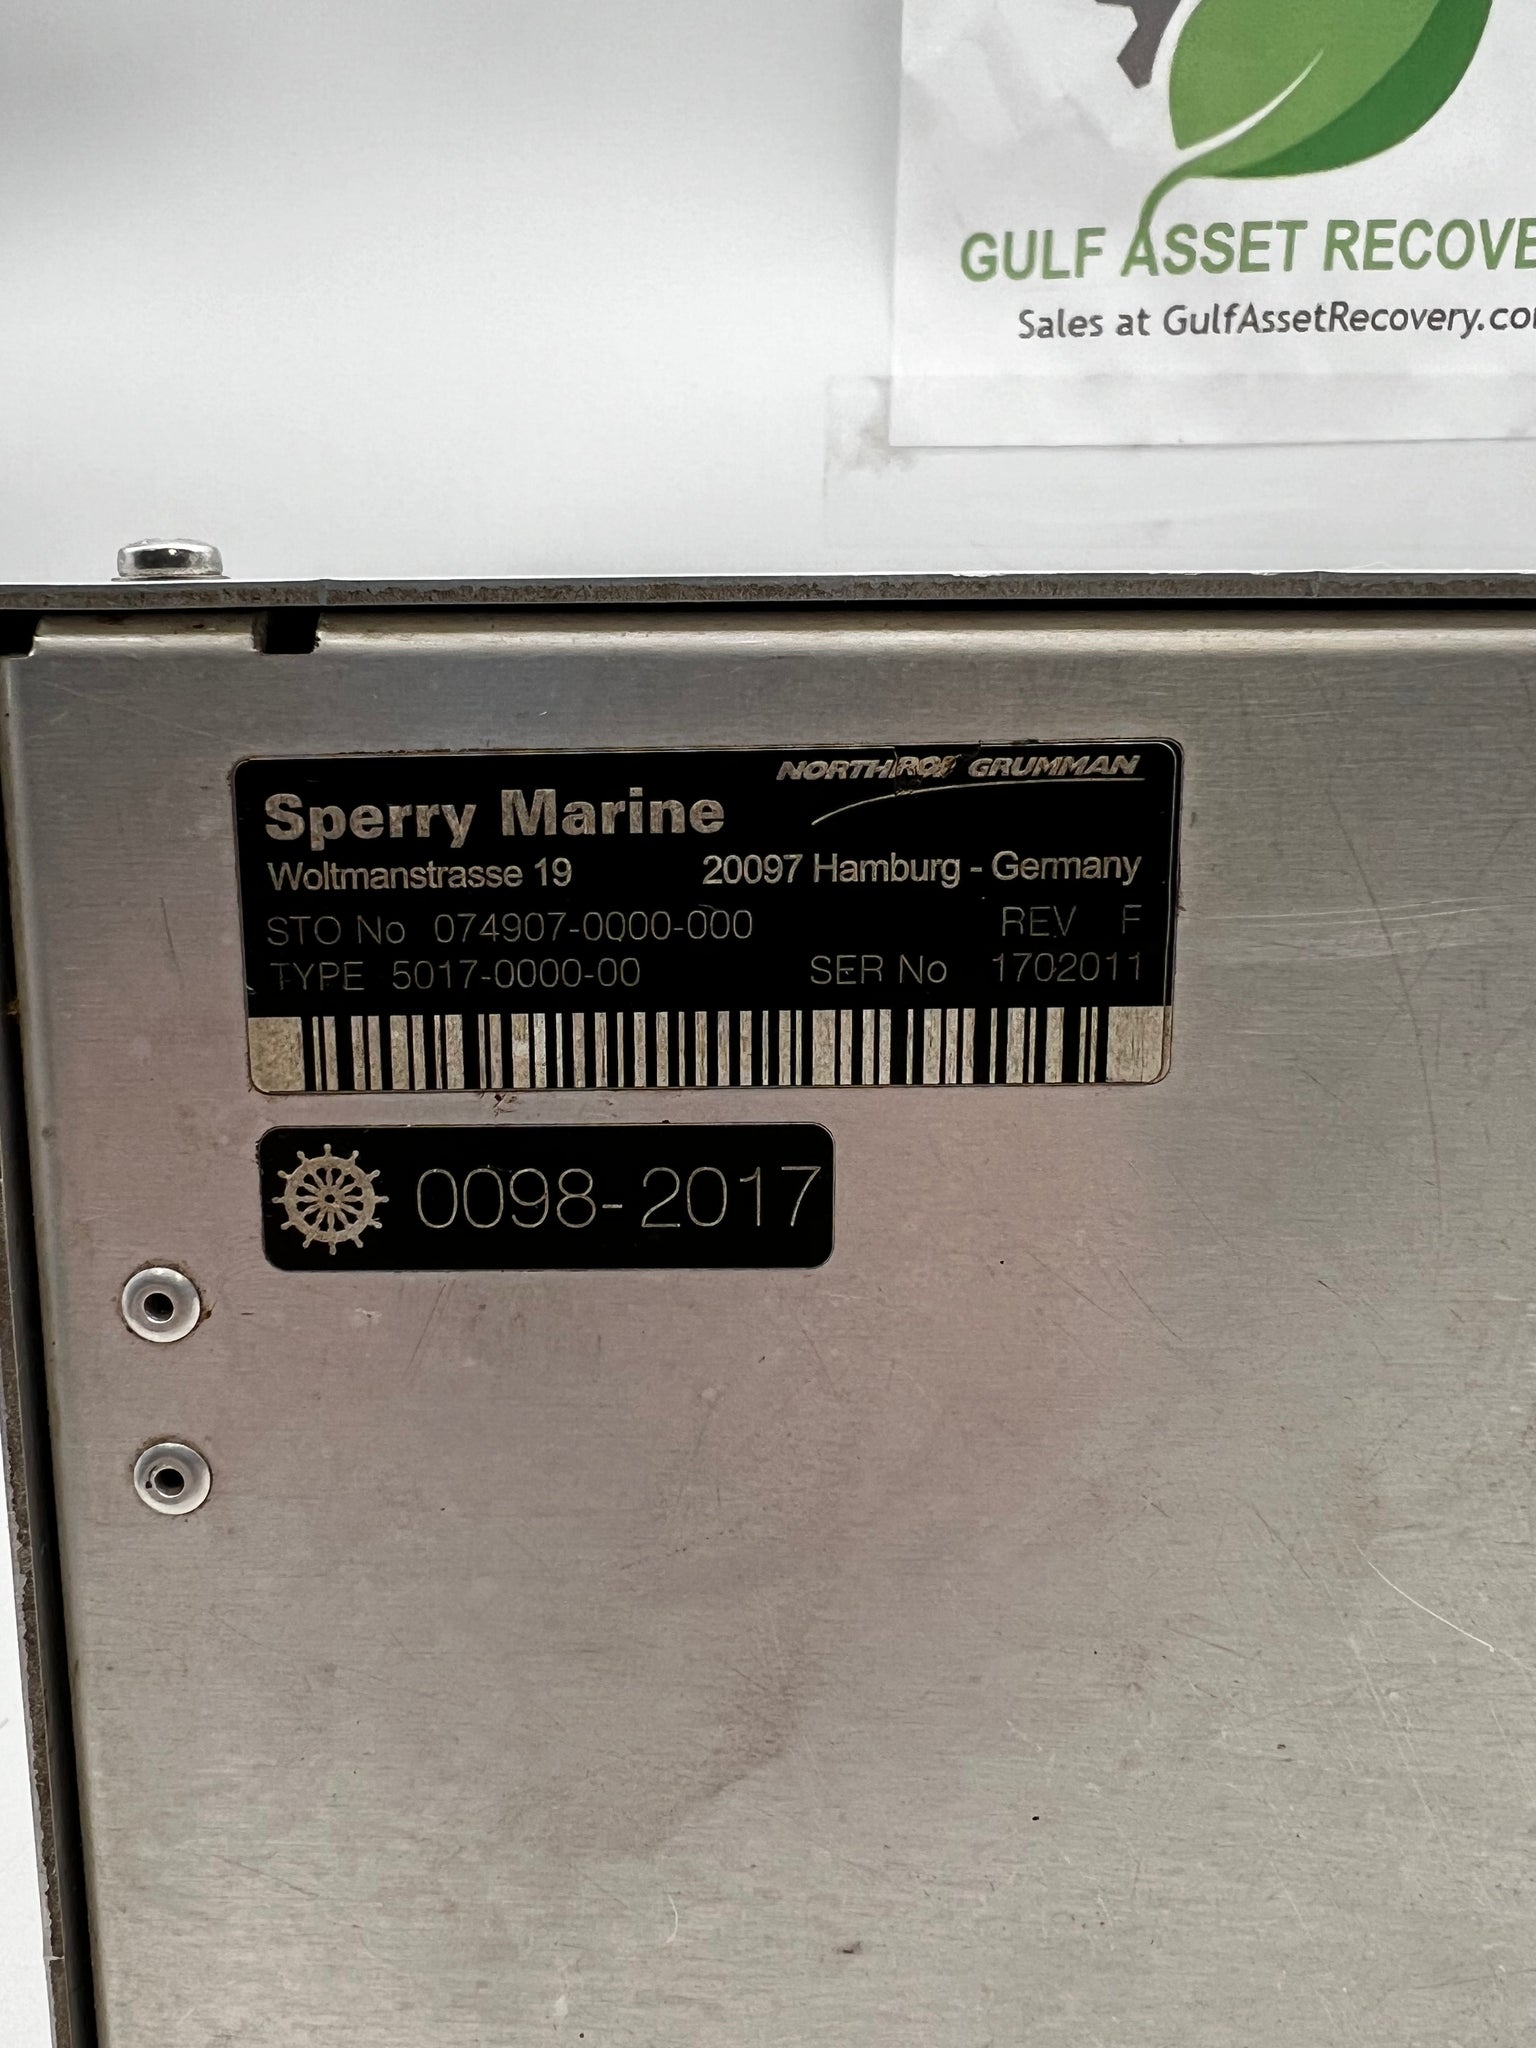 GULF ASSET RECOVE
Sales at GulfAssetRecovery.co
NORTHROP GRUMMAN
Sperry Marine
Woltmanstrasse 19 20097 Hamburg - Germany
STO No 074907-0000-000 REV F
TYPE 5017-0000-00 SER No 1702011
0098-2017